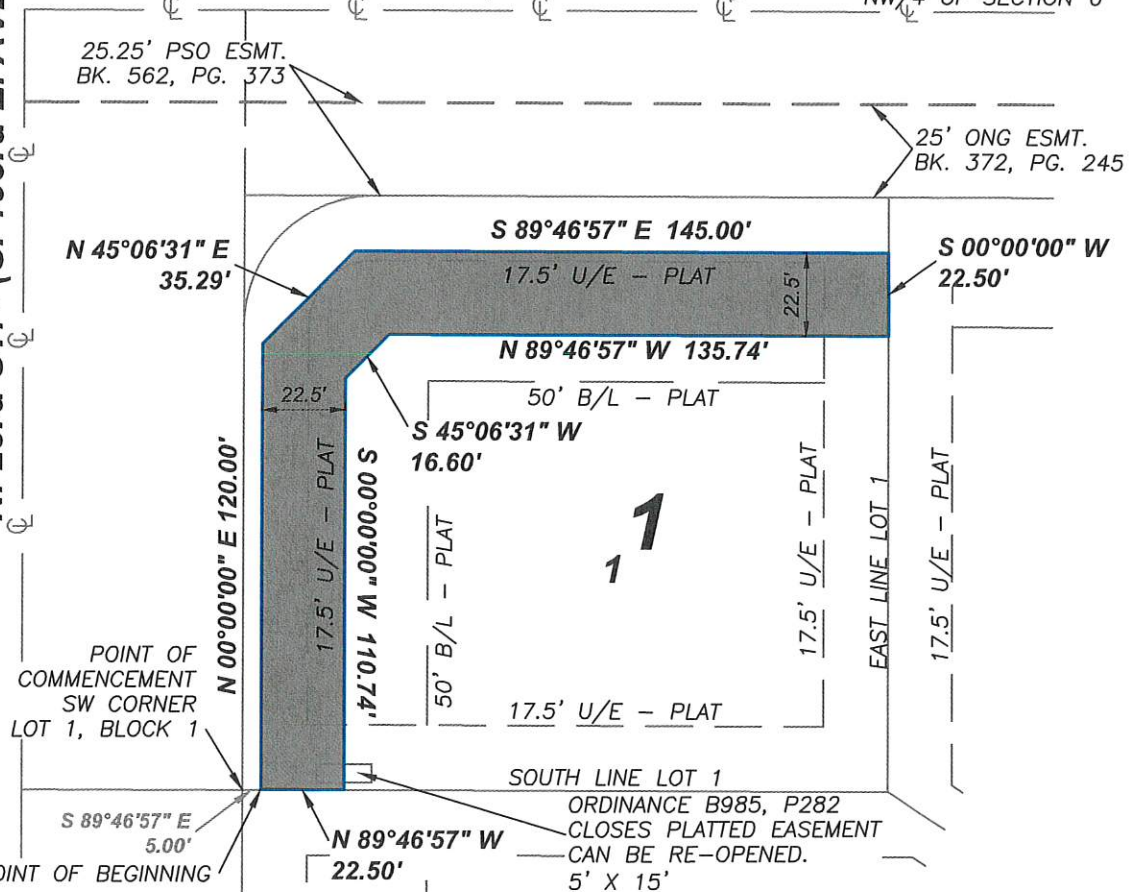 25.25' PSO ESMT.
BK. 562, PG. 373
25' ONG ESMT.
BK. 372, PG. 245
N 45°06'31" E
35.29'
S 89°46'57" E 145.00'
S 00°00'00" W
22.50'
17.5' U/E – PLAT
22.5'
N 89°46'57" W 135.74'
50' B/L – PLAT
22.5'
S 45°06'31" W
16.60'
N 00°00'00" E 120.00'
17.5' U/E – PLAT
S 00°00'00" W 110.74'
50' B/L – PLAT
1
1
17.5' U/E – PLAT
EAST LINE LOT 1
17.5' U/E – PLAT
POINT OF
COMMENCEMENT
SW CORNER
LOT 1, BLOCK 1
17.5' U/E – PLAT
SOUTH LINE LOT 1
ORDINANCE B985, P282
CLOSES PLATTED EASEMENT
CAN BE RE–OPENED.
5' X 15'
S 89°46'57" E
5.00'
N 89°46'57" W
22.50'
OINT OF BEGINNING